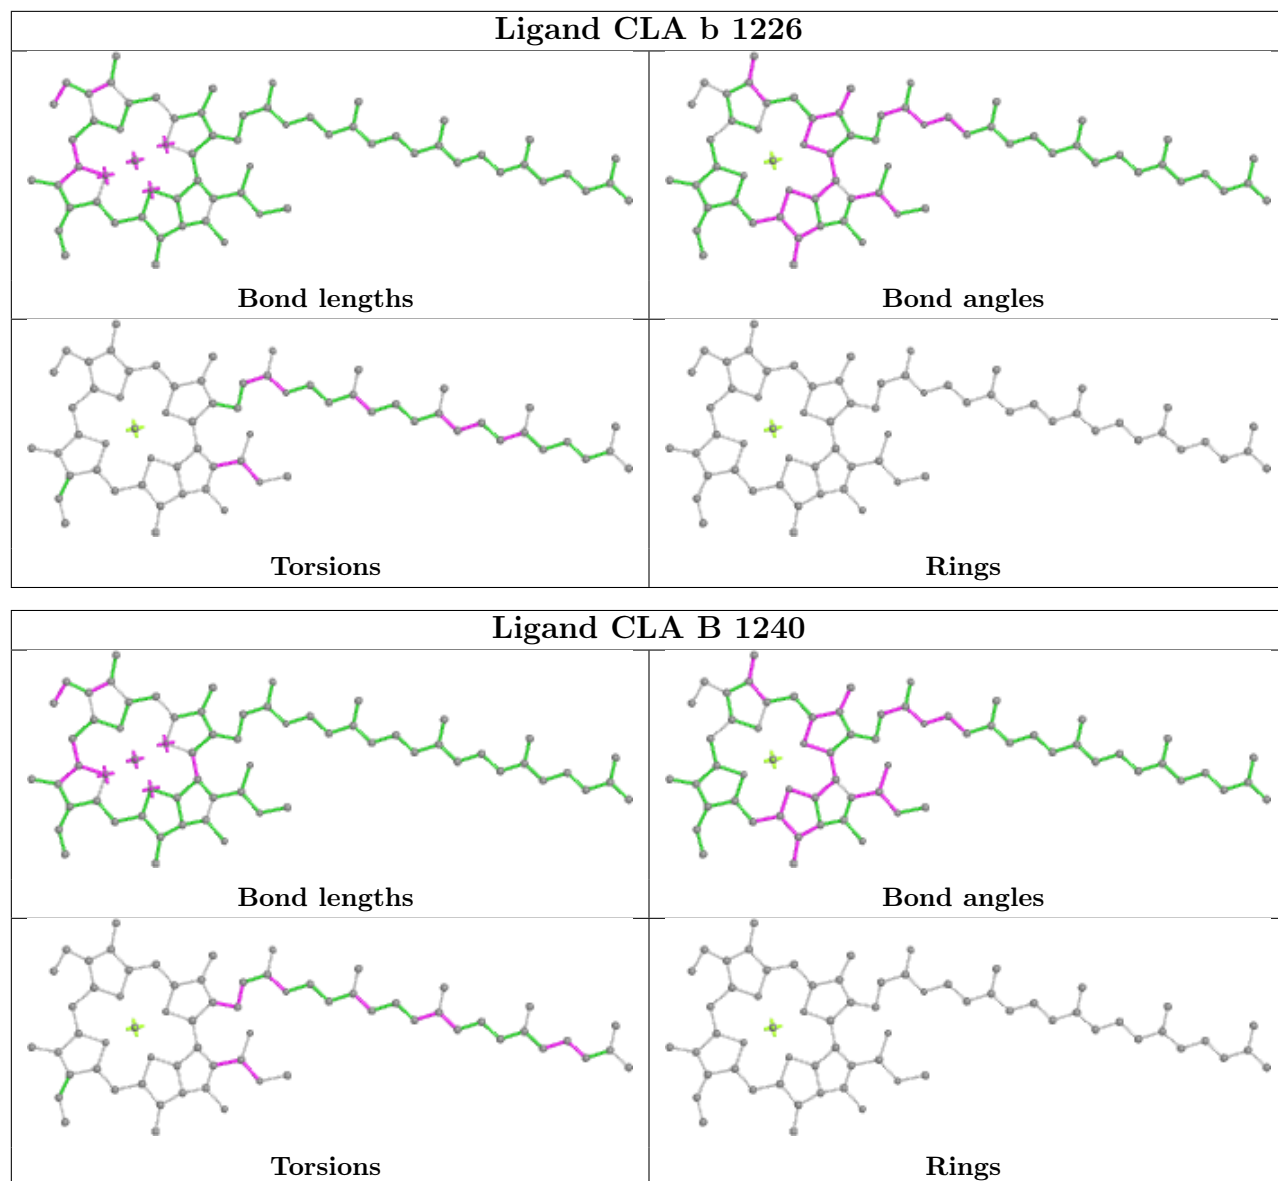 Ligand CLA b 1226
Bond lengths
Bond angles
Torsions
Rings
Ligand CLA B 1240
Bond lengths
Bond angles
Torsions
Rings